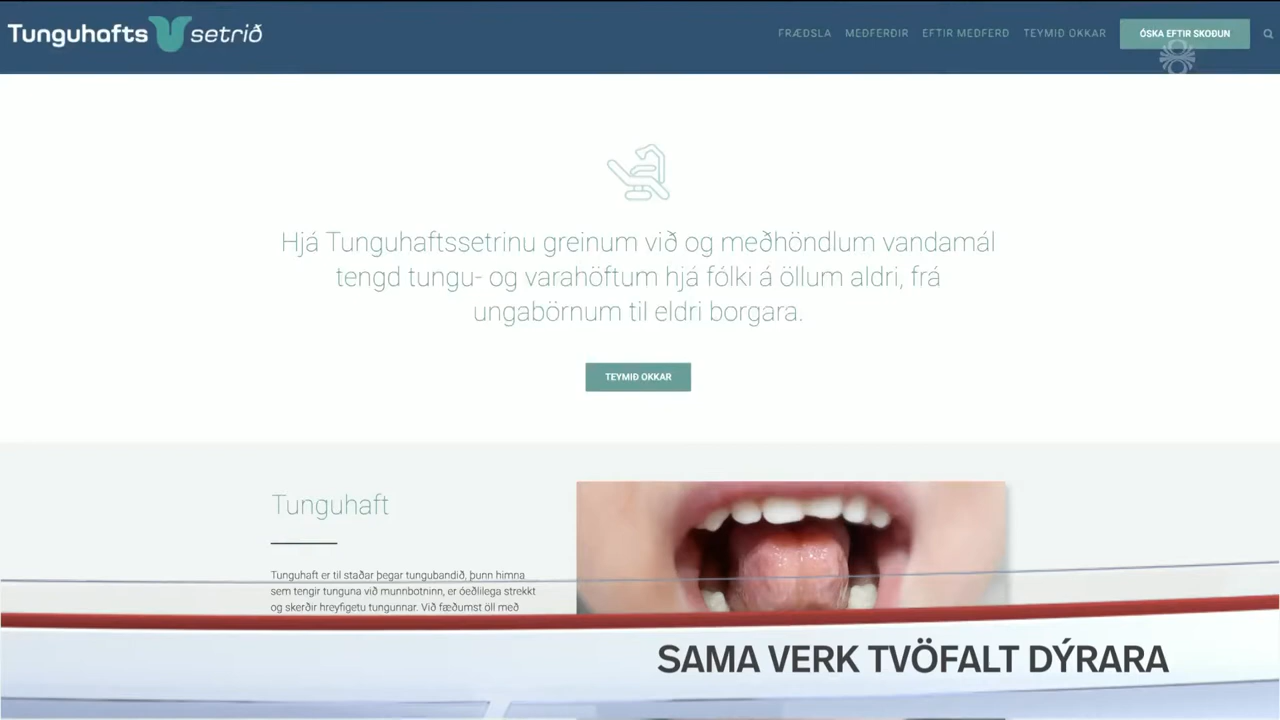 Tunguhafts setrið
FRÆÐSLA MEÐFERÐIR EFTIR MEÐFERÐ TEYMIÐ OKKAR ÓSKA EFTIR SKOÐUN
Hjá Tunguhaftssetrinu greinum við og meðhöndlum vandamál
tengd tungu- og varahöftum hjá fólki á öllum aldri, frá
ungabörnum til eldri borgara.
TEYMIÐ OKKAR
Tunguhaft
Tunguhaft er til staðar þegar tungubandið, þunn himna
sem tengir tunguna við munnbotninn, er óeðlilega strekkt
og skerðir hreyfigetu tungunnar. Við fæðumst öll með
SAMA VERK TVÖFALT DÝRARA